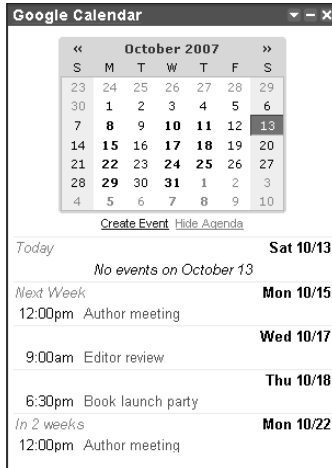 Google Calendar
« October 2007 »
S M T W T F S
23 24 25 26 27 28 29
30 1 2 3 4 5 6
7 8 9 10 11 12 13
14 15 16 17 18 19 20
21 22 23 24 25 26 27
28 29 30 31 1 2 3
4 5 6 7 8 9 10
Create Event Hide Agenda
Today Sat 10/13
No events on October 13
Next Week Mon 10/15
12:00pm Author meeting
Wed 10/17
9:00am Editor review
Thu 10/18
6:30pm Book launch party
In 2 weeks Mon 10/22
12:00pm Author meeting